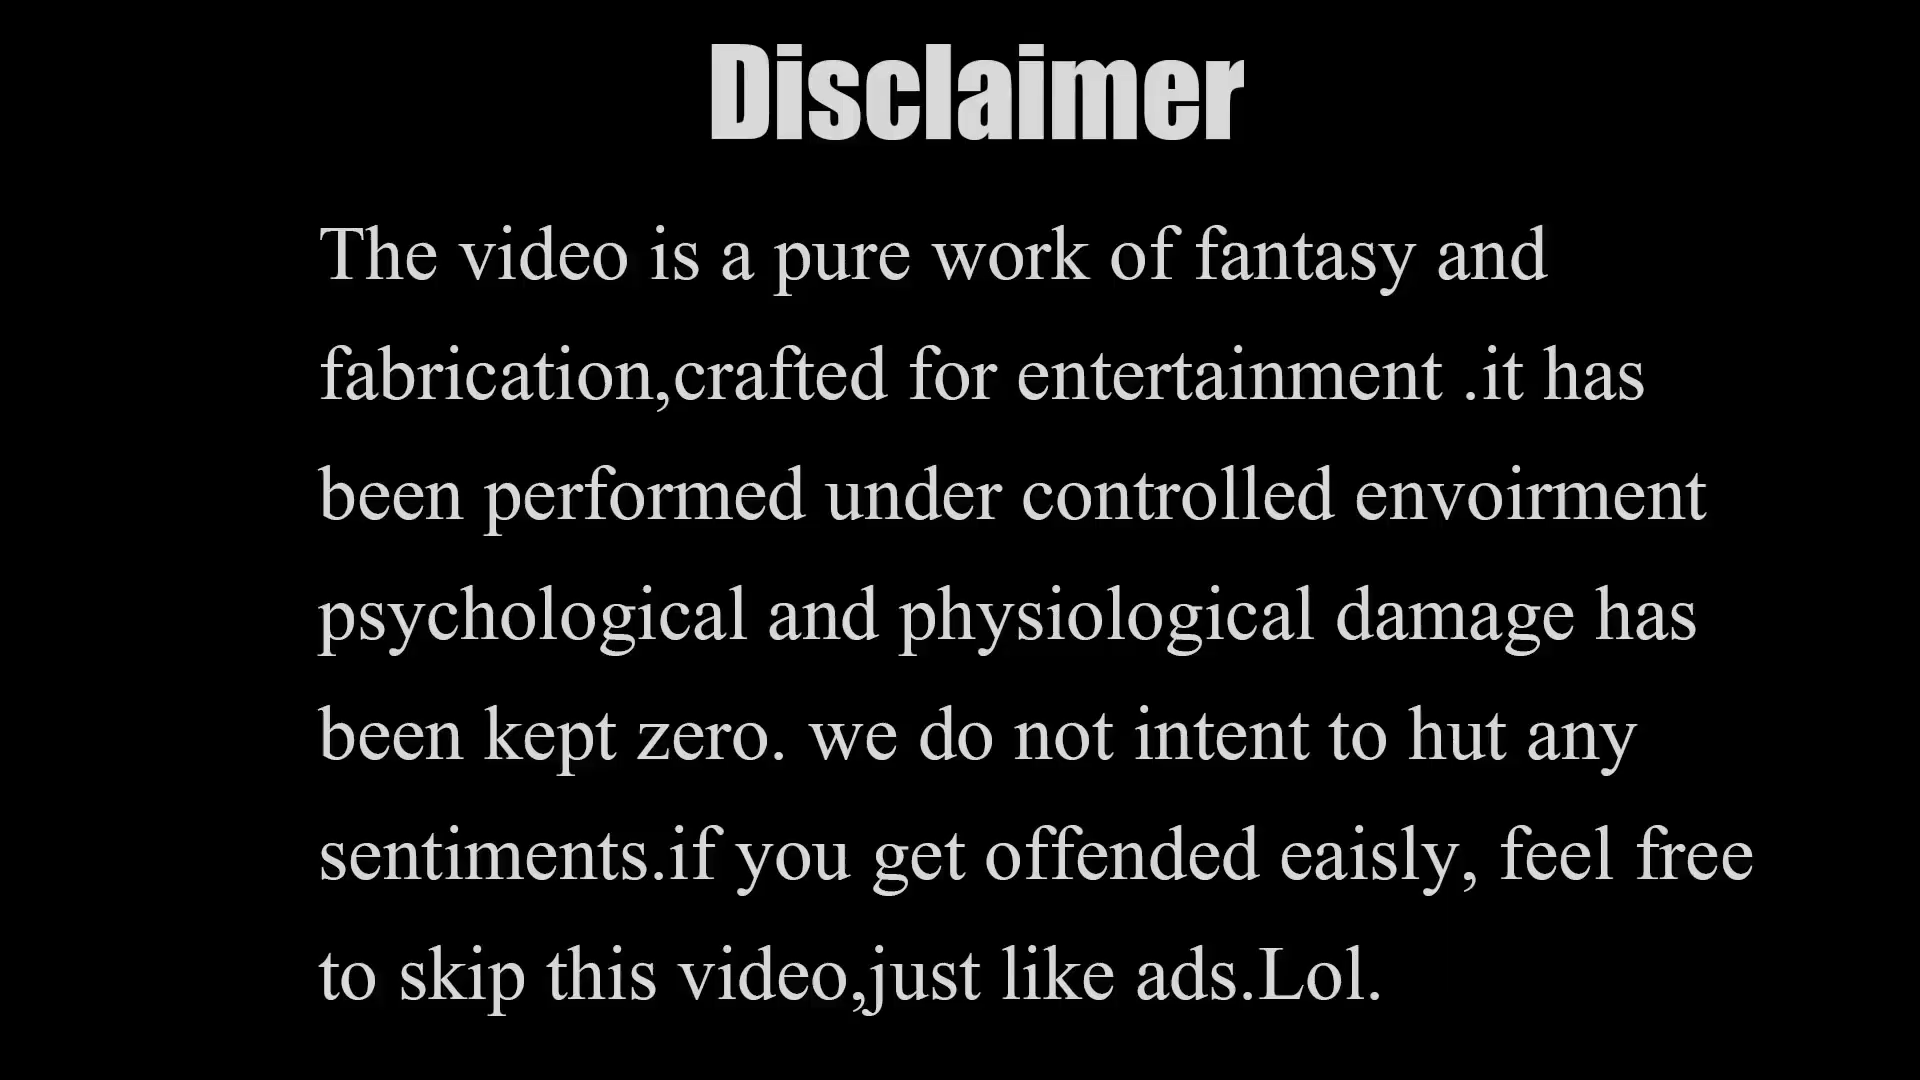 Disclaimer
The video is a pure work of fantasy and
fabrication,crafted for entertainment .it has
been performed under controlled envoirment
psychological and physiological damage has
been kept zero. we do not intent to hut any
sentiments.if you get offended eaisly, feel free
to skip this video,just like ads.Lol.